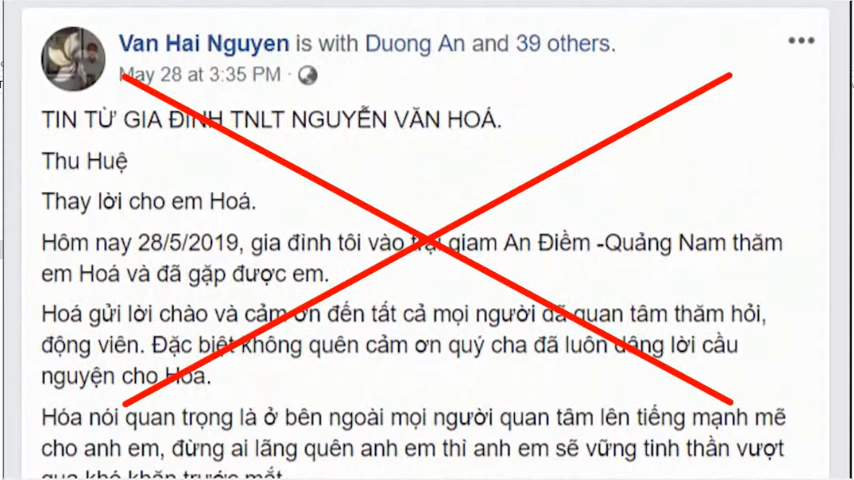 Van Hai Nguyen is with Duong An and 39 others.
May 28 at 3:35 PM ·
TIN TỪ GIA ĐÌNH TNLT NGUYỄN VĂN HOÁ.
Thu Huệ
Thay lời cho em Hoá.
Hôm nay 28/5/2019, gia đình tôi vào trại giam An Điềm -Quảng Nam thăm
em Hoá và đã gặp được em.
Hoá gửi lời chào và cảm ơn đến tất cả mọi người đã quan tâm thăm hỏi,
động viên. Đặc biệt không quên cảm ơn quý cha đã luôn dâng lời cầu
nguyện cho Hoá.
Hóa nói quan trọng là ở bên ngoài mọi người quan tâm lên tiếng mạnh mẽ
cho anh em, đừng ai lãng quên anh em thì anh em sẽ vững tinh thần vượt
qua khó khăn trước mắt